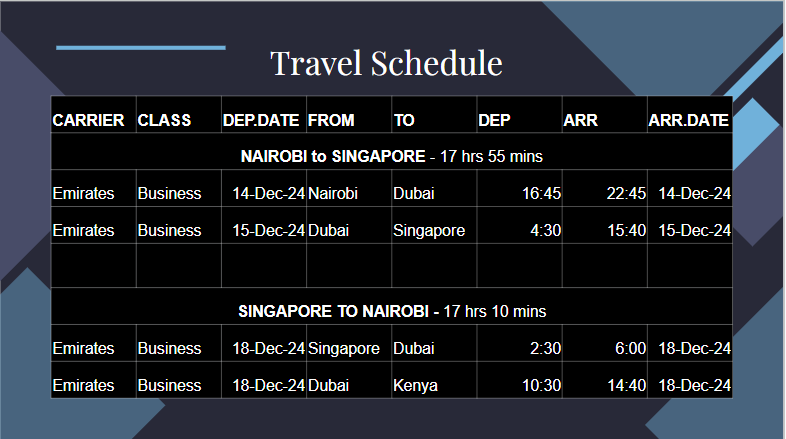 Travel Schedule
CARRIER CLASS DEP.DATE FROM TO DEP ARR ARR.DATE
NAIROBI to SINGAPORE - 17 hrs 55 mins
Emirates Business 14-Dec-24 Nairobi Dubai 16:45 22:45 14-Dec-24
Emirates Business 15-Dec-24 Dubai Singapore 4:30 15:40 15-Dec-24
SINGAPORE TO NAIROBI - 17 hrs 10 mins
Emirates Business 18-Dec-24 Singapore Dubai 2:30 6:00 18-Dec-24
Emirates Business 18-Dec-24 Dubai Kenya 10:30 14:40 18-Dec-24